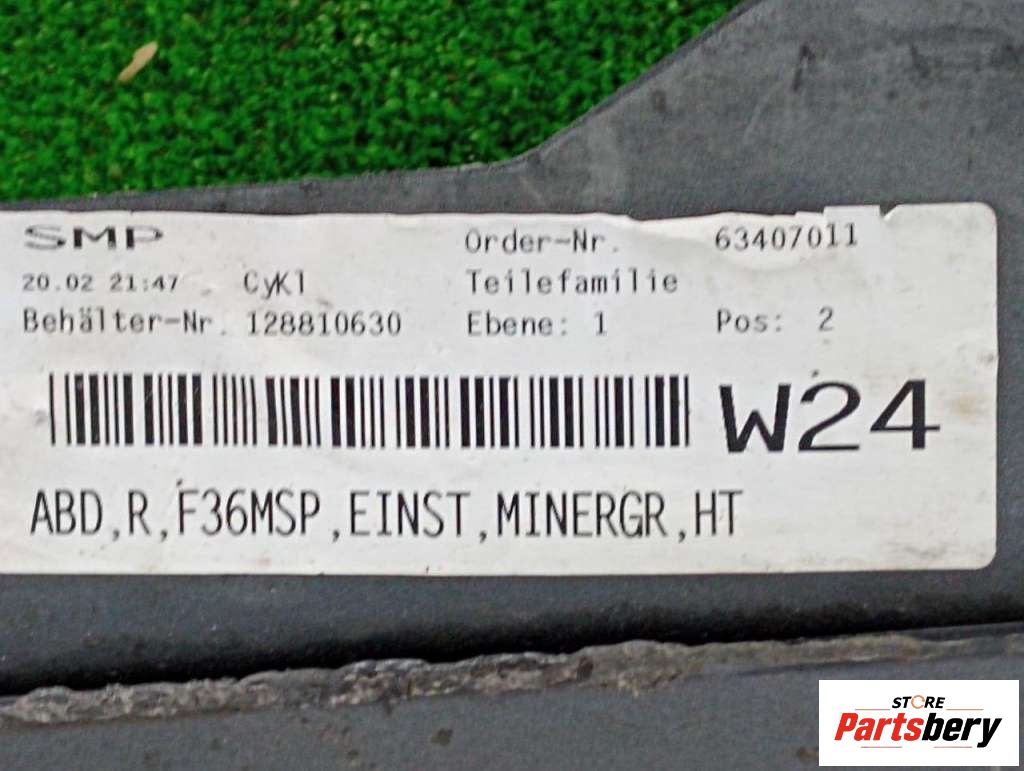 SMP Order-Nr. 63407011
20.02 21:47 CyKl Teilefamilie
Behälter-Nr. 128810630 Ebene: 1 Pos: 2
W24
ABD,R,F36MSP,EINST,MINERGR,HT
STORE
Partsbery